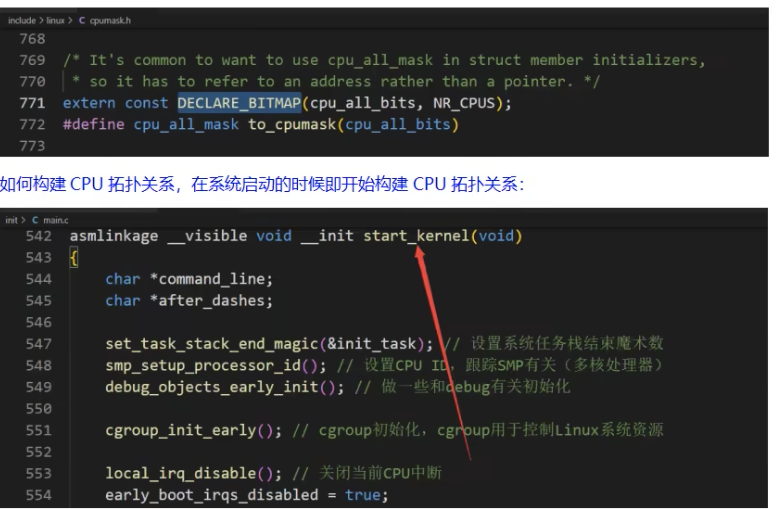 include > linux > C cpumask.h
768
769 /* It's common to want to use cpu_all_mask in struct member initializers,
770  * so it has to refer to an address rather than a pointer. */
771 extern const DECLARE_BITMAP(cpu_all_bits, NR_CPUS);
772 #define cpu_all_mask to_cpumask(cpu_all_bits)
773
如何构建 CPU 拓扑关系，在系统启动的时候即开始构建 CPU 拓扑关系：
init > C main.c
542 asmlinkage __visible void __init start_kernel(void)
543 {
544     char *command_line;
545     char *after_dashes;
546
547     set_task_stack_end_magic(&init_task); // 设置系统任务栈结束魔术数
548     smp_setup_processor_id(); // 设置CPU ID，跟踪SMP有关（多核处理器）
549     debug_objects_early_init(); // 做一些和debug有关初始化
550
551     cgroup_init_early(); // cgroup初始化，cgroup用于控制Linux系统资源
552
553     local_irq_disable(); // 关闭当前CPU中断
554     early_boot_irqs_disabled = true;